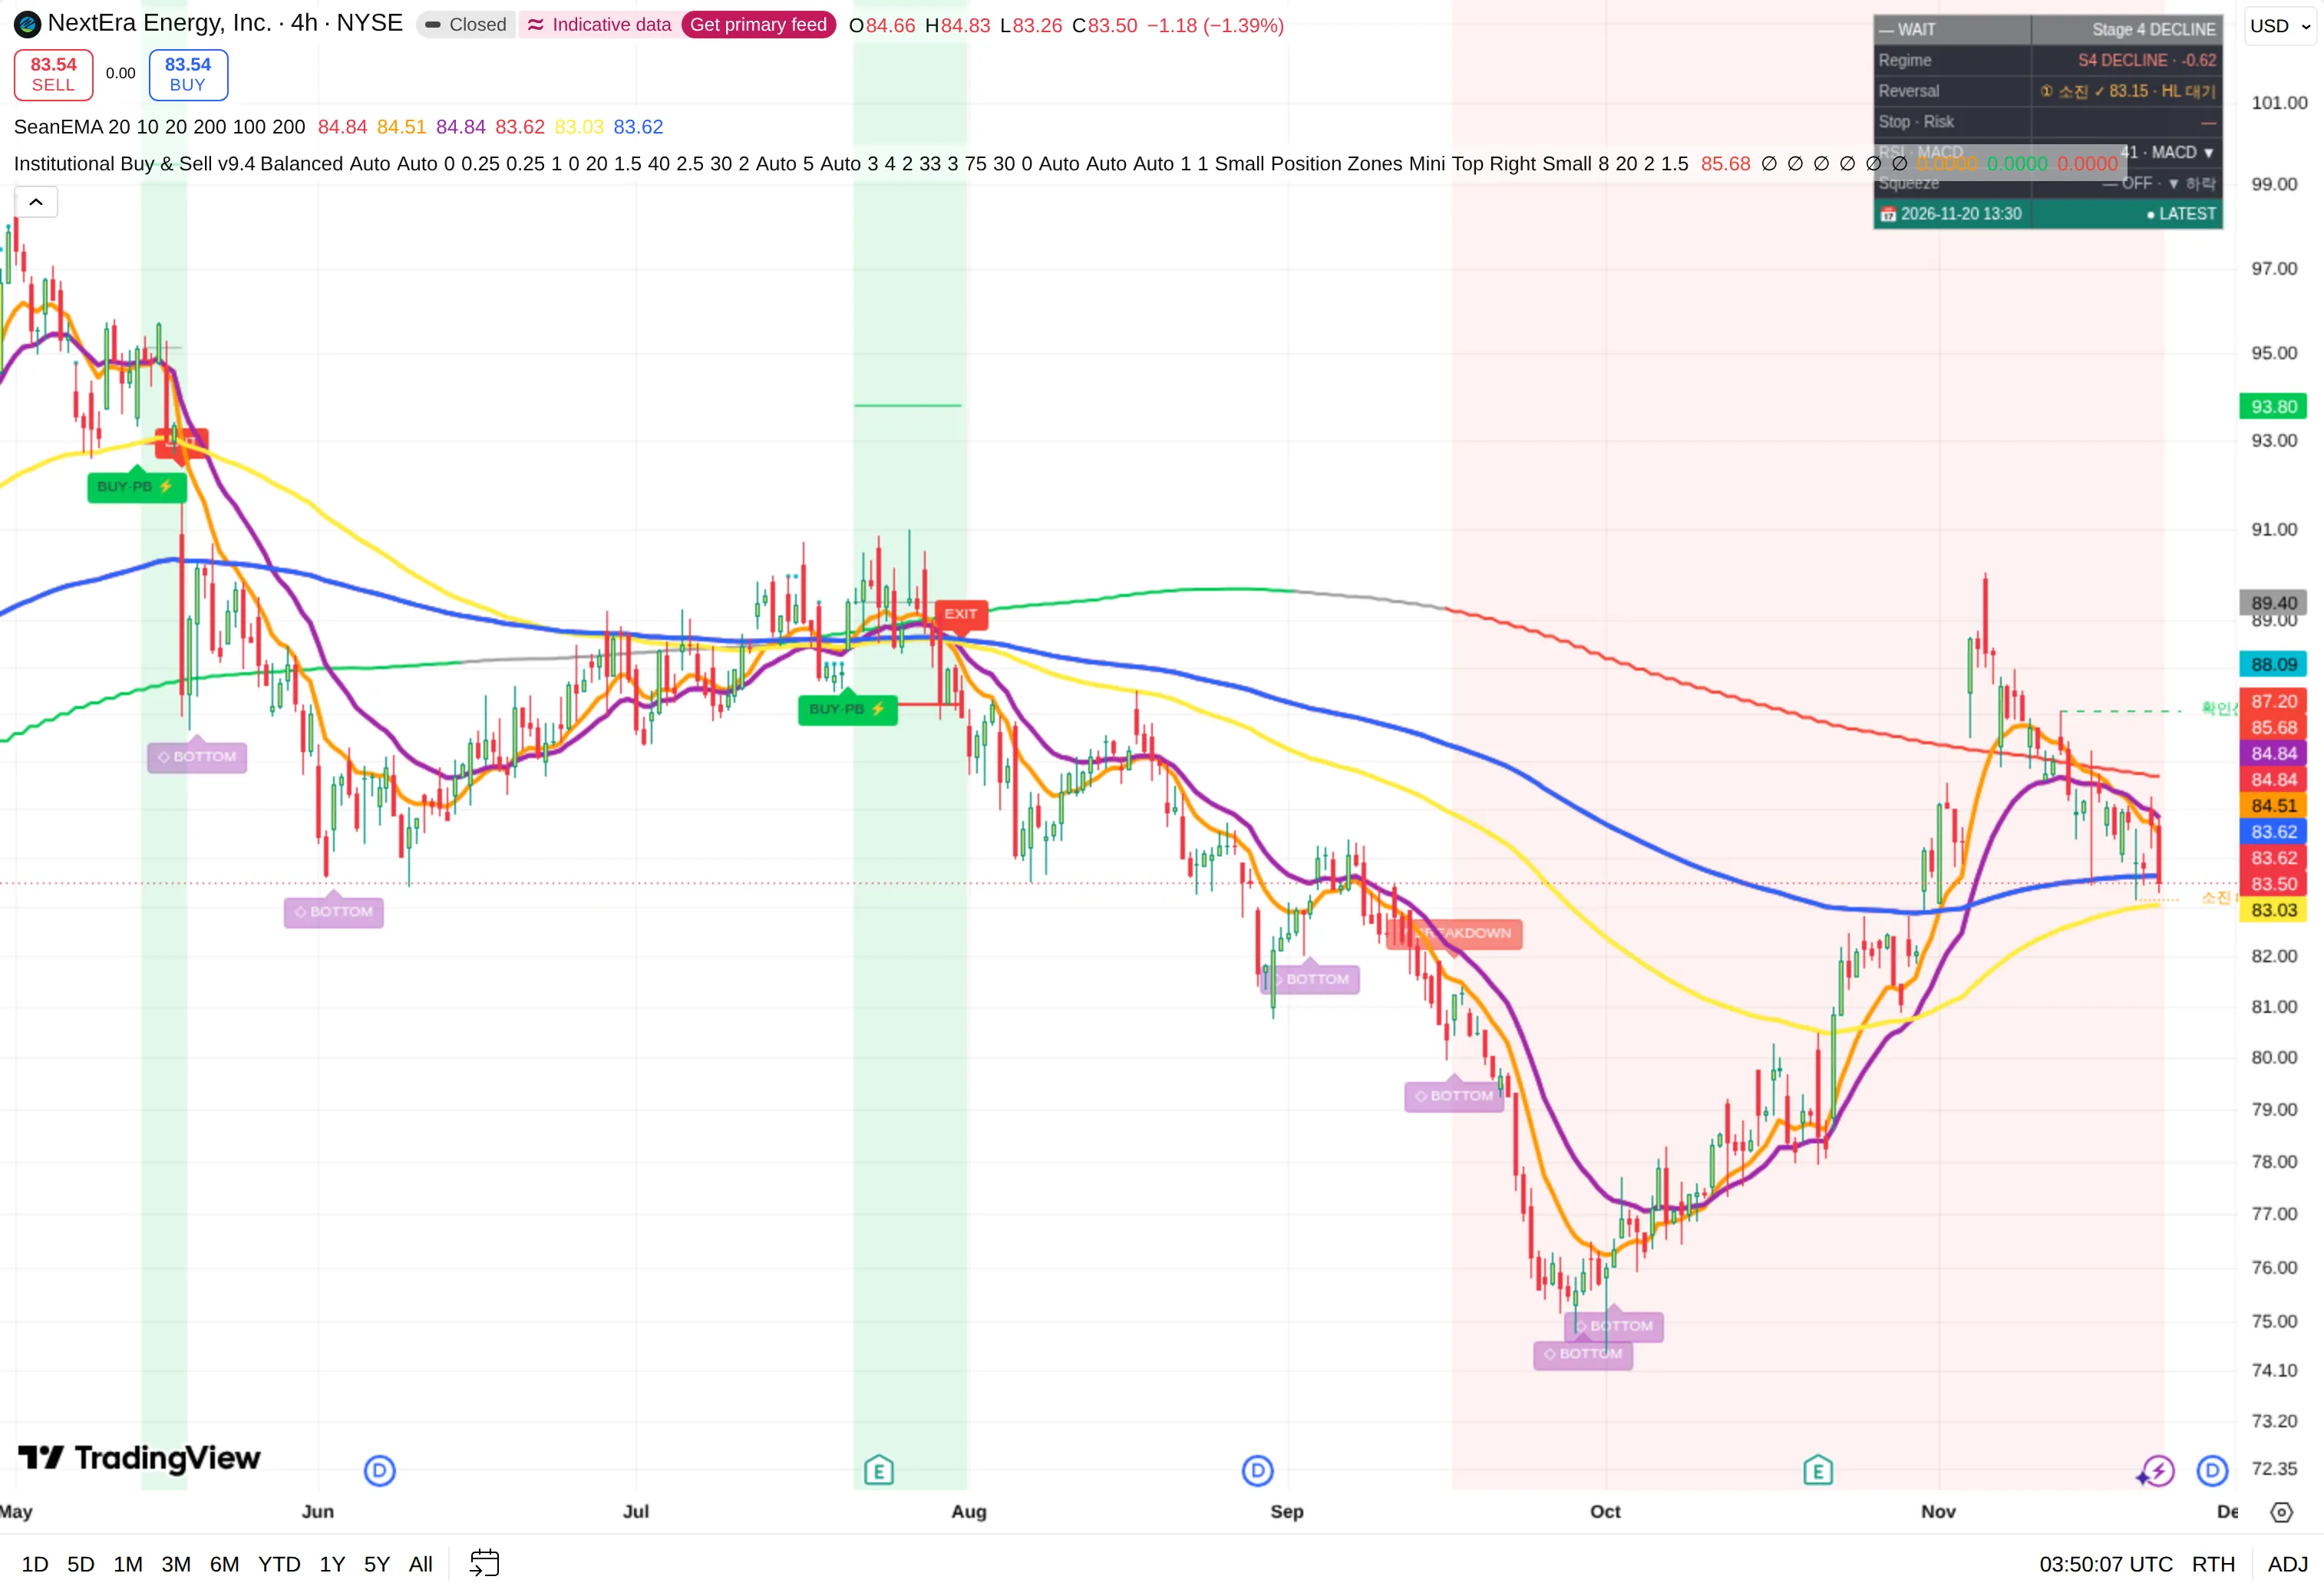 NextEra Energy, Inc. · 4h · NYSE
Closed
Indicative data
Get primary feed
O84.66 H84.83 L83.26 C83.50 −1.18 (−1.39%)
83.54
SELL
0.00
83.54
BUY
SeanEMA 20 10 20 200 100 200 84.84 84.51 84.84 83.62 83.03 83.62
Institutional Buy & Sell v9.4 Balanced Auto Auto 0 0.25 0.25 1 0 20 1.5 40 2.5 30 2 Auto 5 Auto 3 4 2 33 3 75 30 0 Auto Auto Auto 1 1 Small Position Zones Mini Top Right Small 8 20 2 1.5 85.68 ∅ ∅ ∅ ∅ ∅ ∅ 0.0000 0.0000 0.0000
— WAIT Stage 4 DECLINE
Regime S4 DECLINE · -0.62
Reversal ① 소진 ✓ 83.15 · HL 대기
Stop · Risk —
RSI · MACD 41 · MACD ▼
Squeeze — OFF · ▼ 하락
📅 2026-11-20 13:30 ● LATEST
USD
101.00
99.00
97.00
95.00
93.80
93.00
91.00
89.40
89.00
88.09
87.20
85.68
84.84
84.84
84.51
83.62
83.62
83.50
83.03
82.00
81.00
80.00
79.00
78.00
77.00
76.00
75.00
74.10
73.20
72.35
BUY-PB ⚡
◇ BOTTOM
◇ BOTTOM
BUY-PB ⚡
EXIT
BOTTOM
BREAKDOWN
◇ BOTTOM
◇ BOTTOM
◇ BOTTOM
소진
TradingView
D
E
D
E
D
May Jun Jul Aug Sep Oct Nov De
1D 5D 1M 3M 6M YTD 1Y 5Y All
03:50:07 UTC RTH ADJ